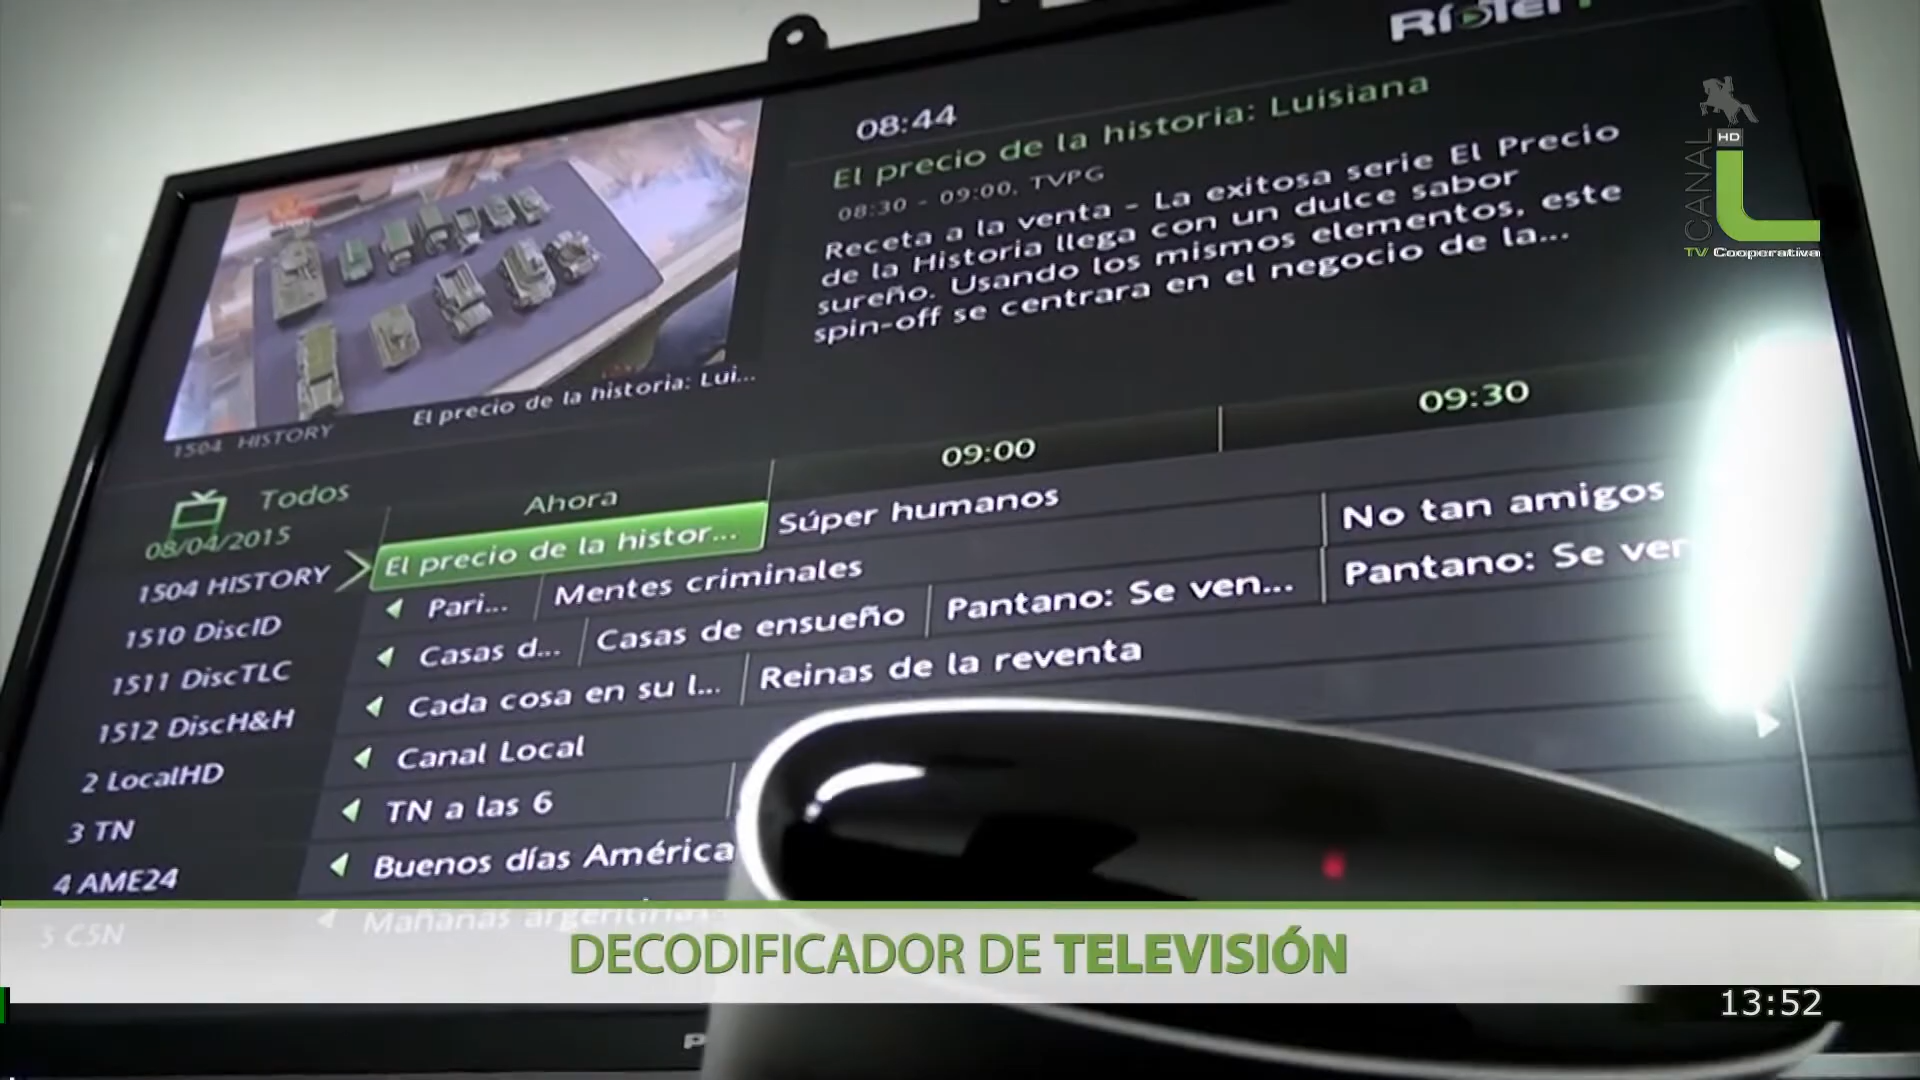 RíoTel
08:44
El precio de la historia: Luisiana
08:30 - 09:00, TVPG
Receta a la venta - La exitosa serie El Precio
de la Historia llega con un dulce sabor
sureño. Usando los mismos elementos, este
spin-off se centrara en el negocio de la...
El precio de la historia: Lui...
1504 HISTORY
CANAL
HD
L
TV Cooperativa
Todos
08/04/2015
Ahora
09:00
09:30
1504 HISTORY
El precio de la histor...
Súper humanos
1510 DiscID
Pari...
Mentes criminales
No tan amigos
1511 DiscTLC
Casas d...
Casas de ensueño
Pantano: Se ven...
Pantano: Se ven
1512 DiscH&H
Cada cosa en su l...
Reinas de la reventa
2 LocalHD
Canal Local
3 TN
TN a las 6
4 AME24
Buenos días América
5 C5N
Mañanas argentinas
DECODIFICADOR DE TELEVISIÓN
13:52